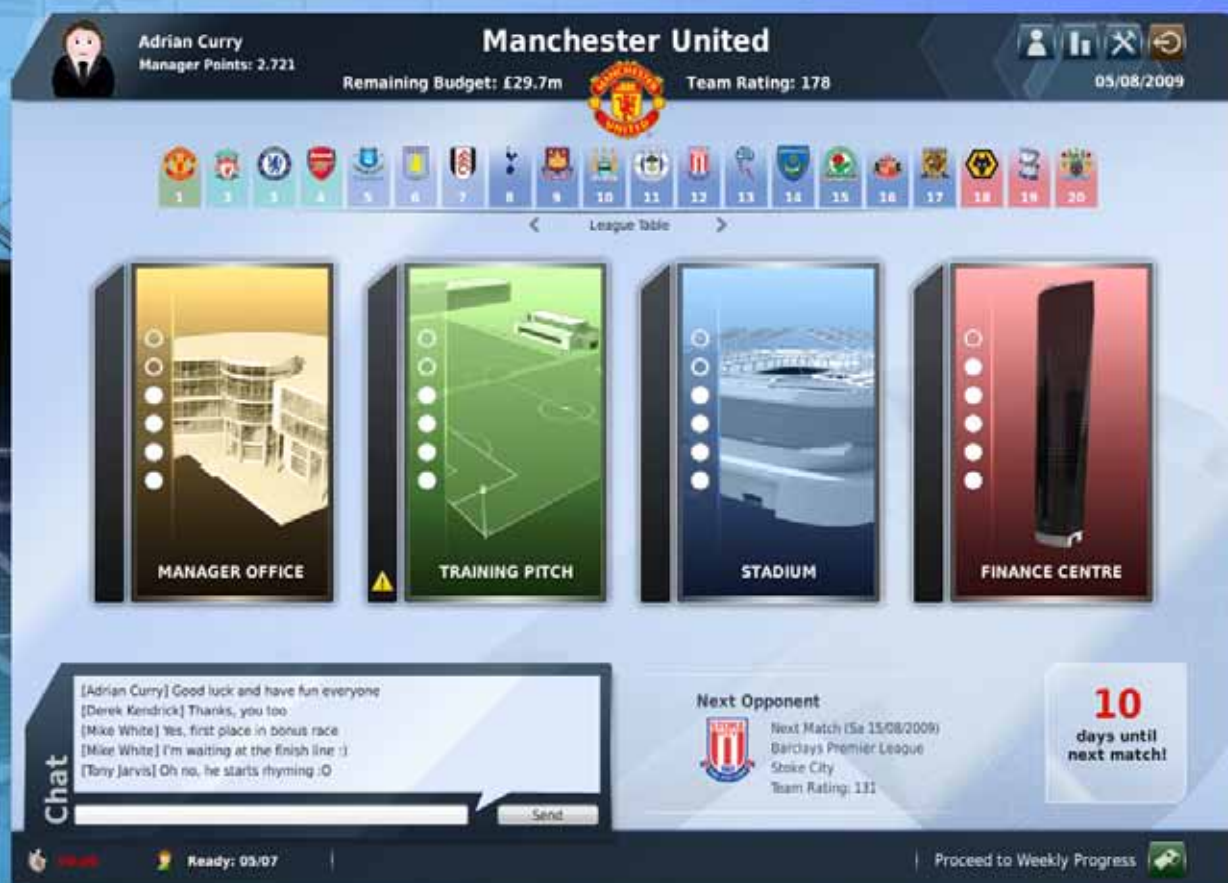 Adrian Curry
Manager Points: 2.721
Manchester United
Remaining Budget: £29.7m
MANCHESTER
UNITED
Team Rating: 178
05/08/2009
1 2 3 4 5 6 7 8 9 10 11 12 13 14 15 16 17 18 19 20
< League Table >
MANAGER OFFICE
TRAINING PITCH
STADIUM
FINANCE CENTRE
Chat
[Adrian Curry] Good luck and have fun everyone
[Derek Kendrick] Thanks, you too
[Mike White] Yes, first place in bonus race
[Mike White] I'm waiting at the finish line :)
[Tony Jarvis] Oh no, he starts rhyming :O
Send
Next Opponent
STOKE
Next Match (Sa 15/08/2009)
Barclays Premier League
Stoke City
Team Rating: 131
10
days until
next match!
Ready: 05/07
Proceed to Weekly Progress